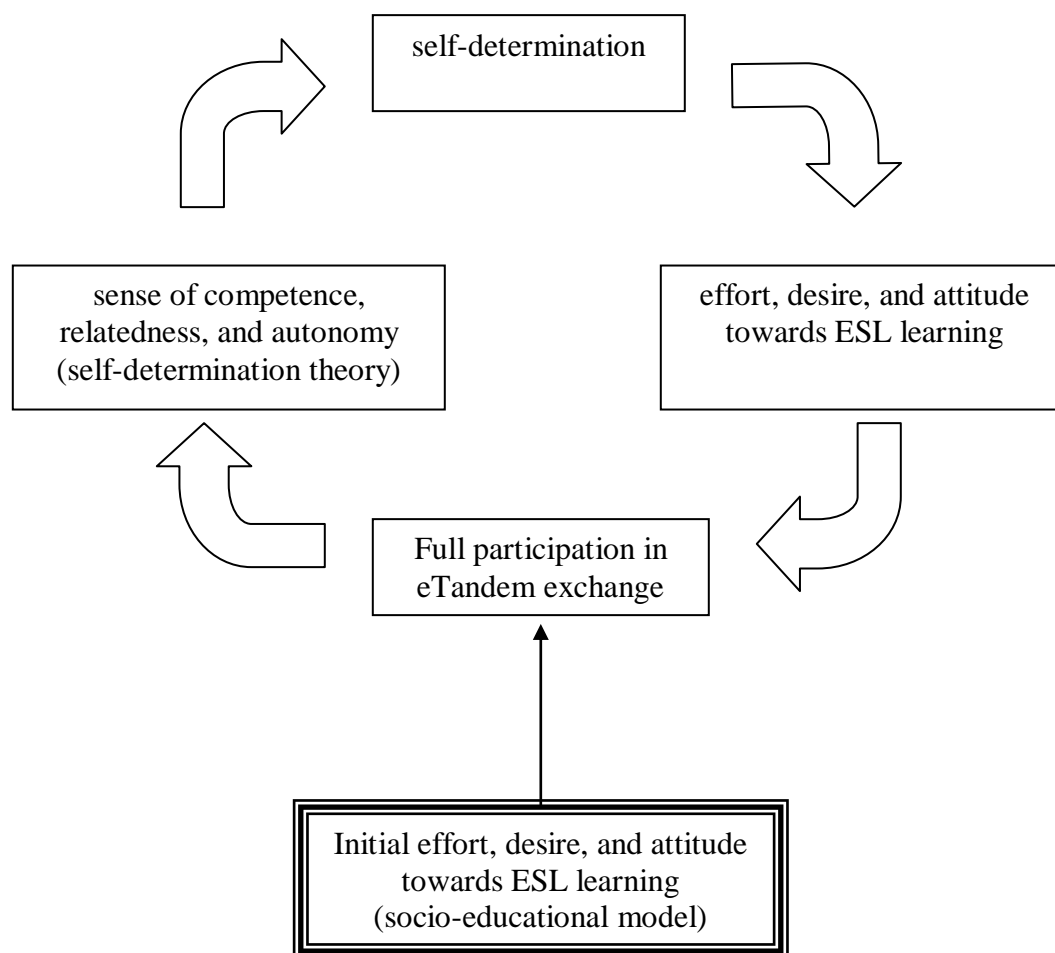 self-determination
sense of competence,
relatedness, and autonomy
(self-determination theory)
effort, desire, and attitude
towards ESL learning
Full participation in
eTandem exchange
Initial effort, desire, and attitude
towards ESL learning
(socio-educational model)